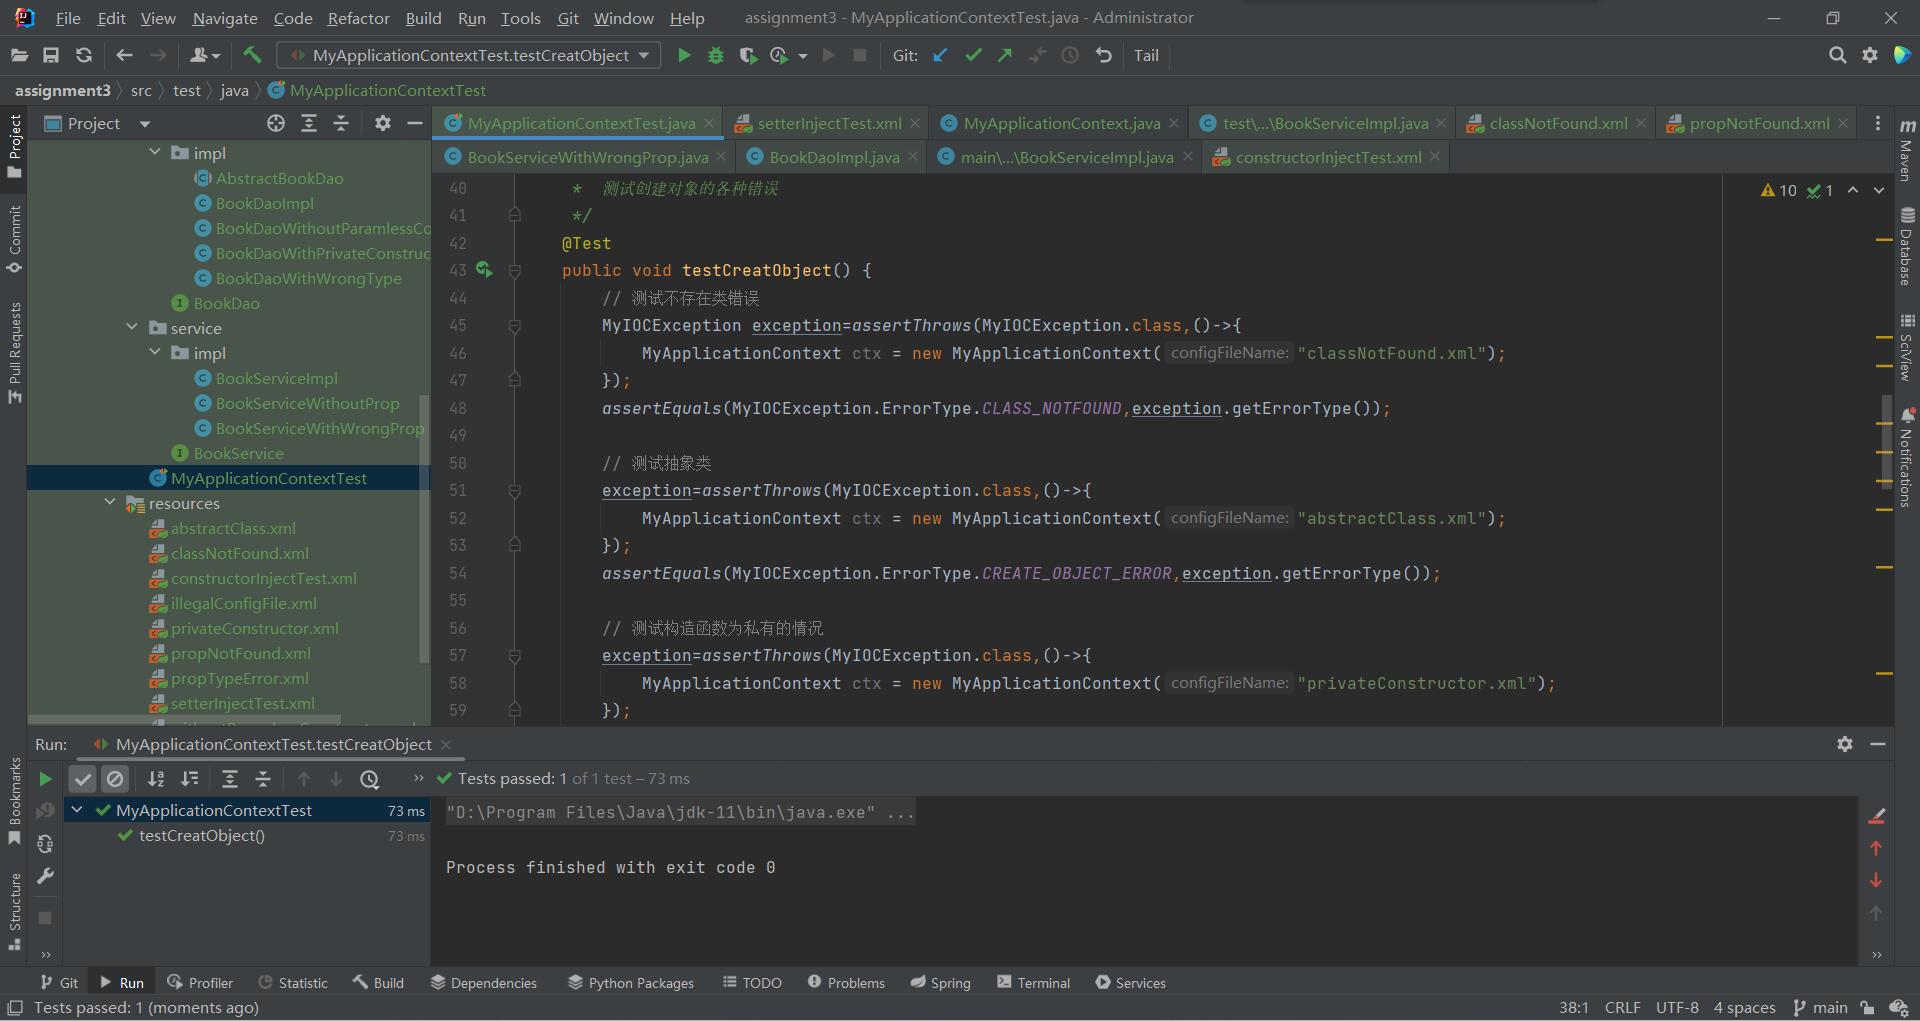 File Edit View Navigate Code Refactor Build Run Tools Git Window Help assignment3 - MyApplicationContextTest.java - Administrator
MyApplicationContextTest.testCreatObject Git: Tail
assignment3 src test java MyApplicationContextTest
Project
MyApplicationContextTest.java setterInjectTest.xml MyApplicationContext.java test\...\BookServiceImpl.java classNotFound.xml propNotFound.xml
BookServiceWithWrongProp.java BookDaoImpl.java main\...\BookServiceImpl.java constructorInjectTest.xml
Project
Commit
Pull Requests
Bookmarks
Structure
impl
AbstractBookDao
BookDaoImpl
BookDaoWithoutParamlessCo
BookDaoWithPrivateConstruc
BookDaoWithWrongType
BookDao
service
impl
BookServiceImpl
BookServiceWithoutProp
BookServiceWithWrongProp
BookService
MyApplicationContextTest
resources
abstractClass.xml
classNotFound.xml
constructorInjectTest.xml
illegalConfigFile.xml
privateConstructor.xml
propNotFound.xml
propTypeError.xml
setterInjectTest.xml
10 1
40 * 测试创建对象的各种错误
41 */
42 @Test
43 public void testCreatObject() {
44 // 测试不存在类错误
45 MyIOCException exception=assertThrows(MyIOCException.class,()->{
46 MyApplicationContext ctx = new MyApplicationContext( configFileName: "classNotFound.xml");
47 });
48 assertEquals(MyIOCException.ErrorType.CLASS_NOTFOUND,exception.getErrorType());
49
50 // 测试抽象类
51 exception=assertThrows(MyIOCException.class,()->{
52 MyApplicationContext ctx = new MyApplicationContext( configFileName: "abstractClass.xml");
53 });
54 assertEquals(MyIOCException.ErrorType.CREATE_OBJECT_ERROR,exception.getErrorType());
55
56 // 测试构造函数为私有的情况
57 exception=assertThrows(MyIOCException.class,()->{
58 MyApplicationContext ctx = new MyApplicationContext( configFileName: "privateConstructor.xml");
59 });
Maven
Database
SciView
Notifications
Run: MyApplicationContextTest.testCreatObject
Tests passed: 1 of 1 test – 73 ms
MyApplicationContextTest 73 ms
testCreatObject() 73 ms
"D:\Program Files\Java\jdk-11\bin\java.exe" ...
Process finished with exit code 0
Git Run Profiler Statistic Build Dependencies Python Packages TODO Problems Spring Terminal Services
Tests passed: 1 (moments ago) 38:1 CRLF UTF-8 4 spaces main